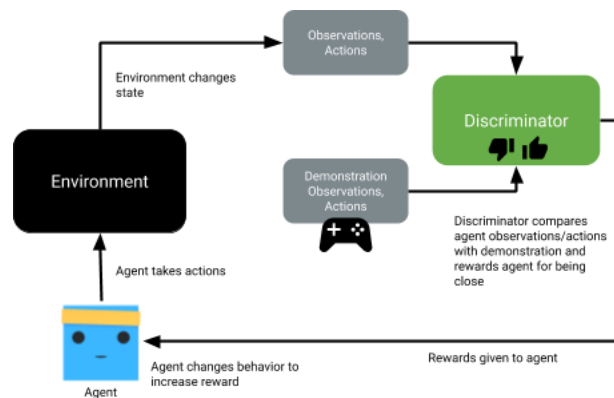 Observations,
Actions
Environment changes
state
Discriminator
Environment
Demonstration
Observations,
Actions
Discriminator compares
agent observations/actions
with demonstration and
rewards agent for being
close
Agent takes actions
Agent changes behavior to
increase reward
Rewards given to agent
Agent